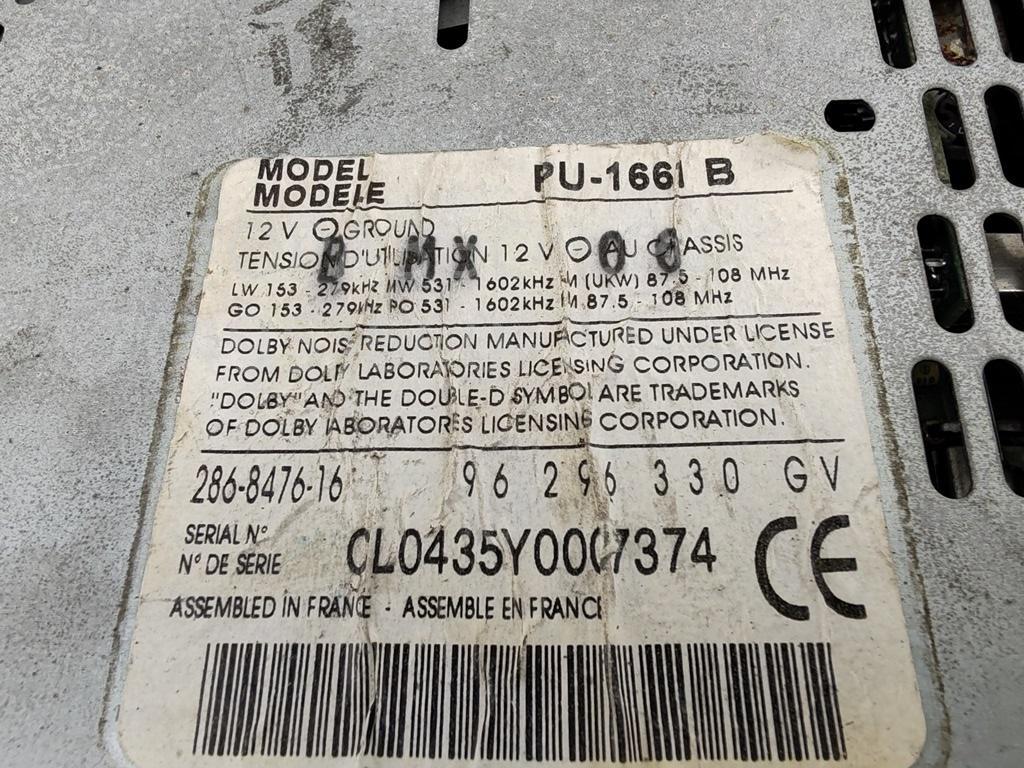 MODEL
MODELE
PU-1661 B
12 V ⊖ GROUND
TENSION D'UTILISATION 12 V ⊖ AU CHASSIS
B MX
LW 153 - 279kHz MW 531 - 1602kHz FM (UKW) 87.5 - 108 MHz
GO 153 - 279kHz PO 531 - 1602kHz FM 87.5 - 108 MHz
DOLBY NOISE REDUCTION MANUFACTURED UNDER LICENSE
FROM DOLBY LABORATORIES LICENSING CORPORATION.
"DOLBY" AND THE DOUBLE-D SYMBOL ARE TRADEMARKS
OF DOLBY LABORATORIES LICENSING CORPORATION.
286-8476-16 96 296 330 GV
SERIAL N°
N° DE SERIE
CL0435Y0007374
CE
ASSEMBLED IN FRANCE - ASSEMBLE EN FRANCE